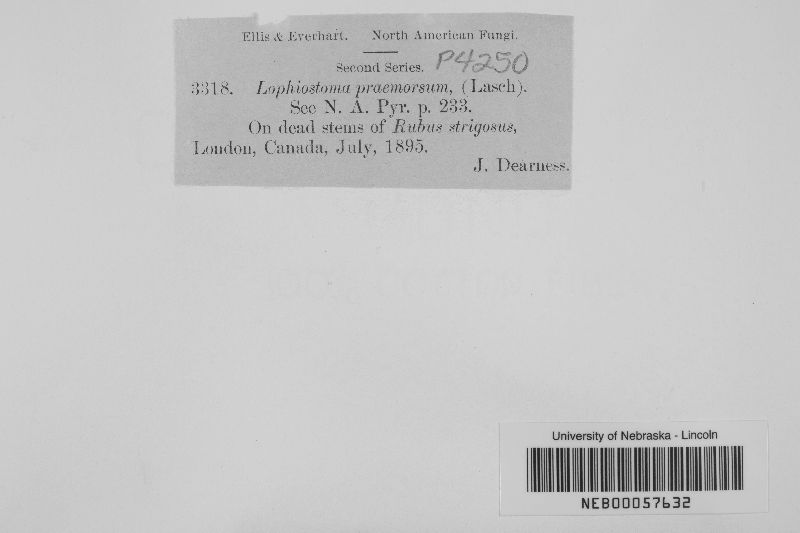 Ellis & Everhart. North American Fungi.
Second Series. P4250
3318. Lophiostoma praemorsum, (Lasch).
See N. A. Pyr. p. 233.
On dead stems of Rubus strigosus,
London, Canada, July, 1895.
J. Dearness.
University of Nebraska - Lincoln
NEB00057632